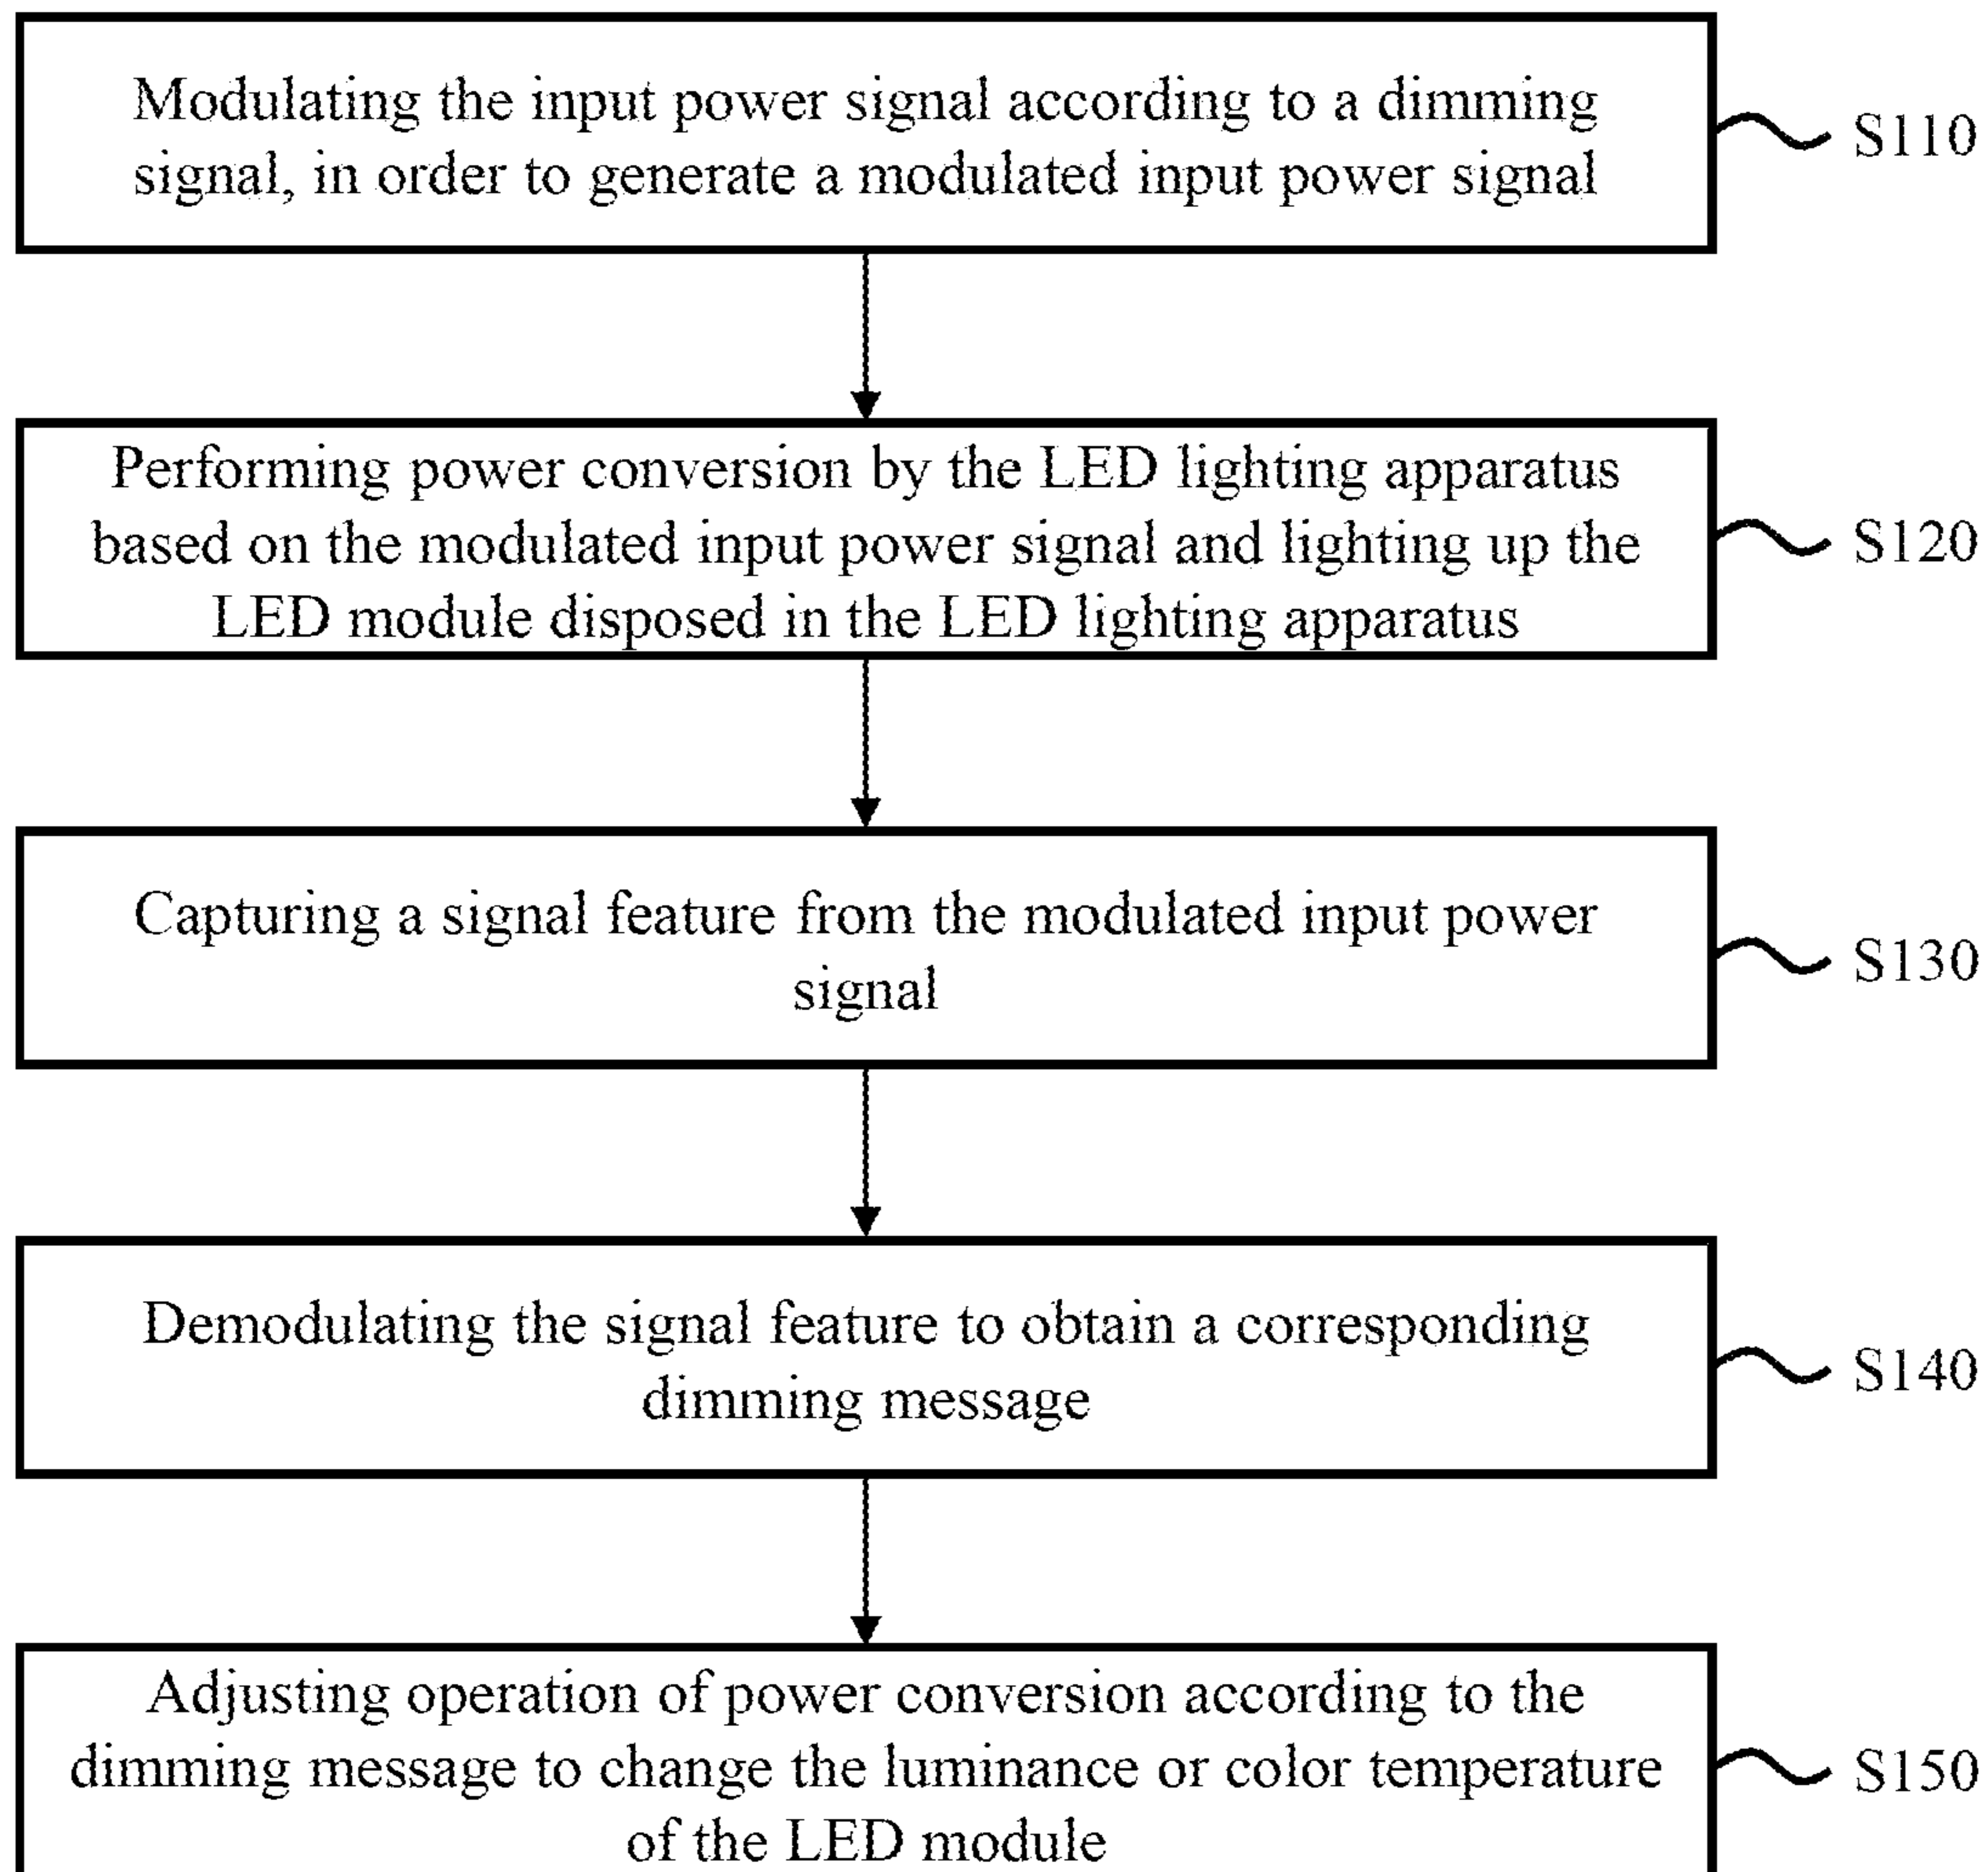 Modulating the input power signal according to a dimming
signal, in order to generate a modulated input power signal
S110
Performing power conversion by the LED lighting apparatus
based on the modulated input power signal and lighting up the
LED module disposed in the LED lighting apparatus
S120
Capturing a signal feature from the modulated input power
signal
S130
Demodulating the signal feature to obtain a corresponding
dimming message
S140
Adjusting operation of power conversion according to the
dimming message to change the luminance or color temperature
of the LED module
S150